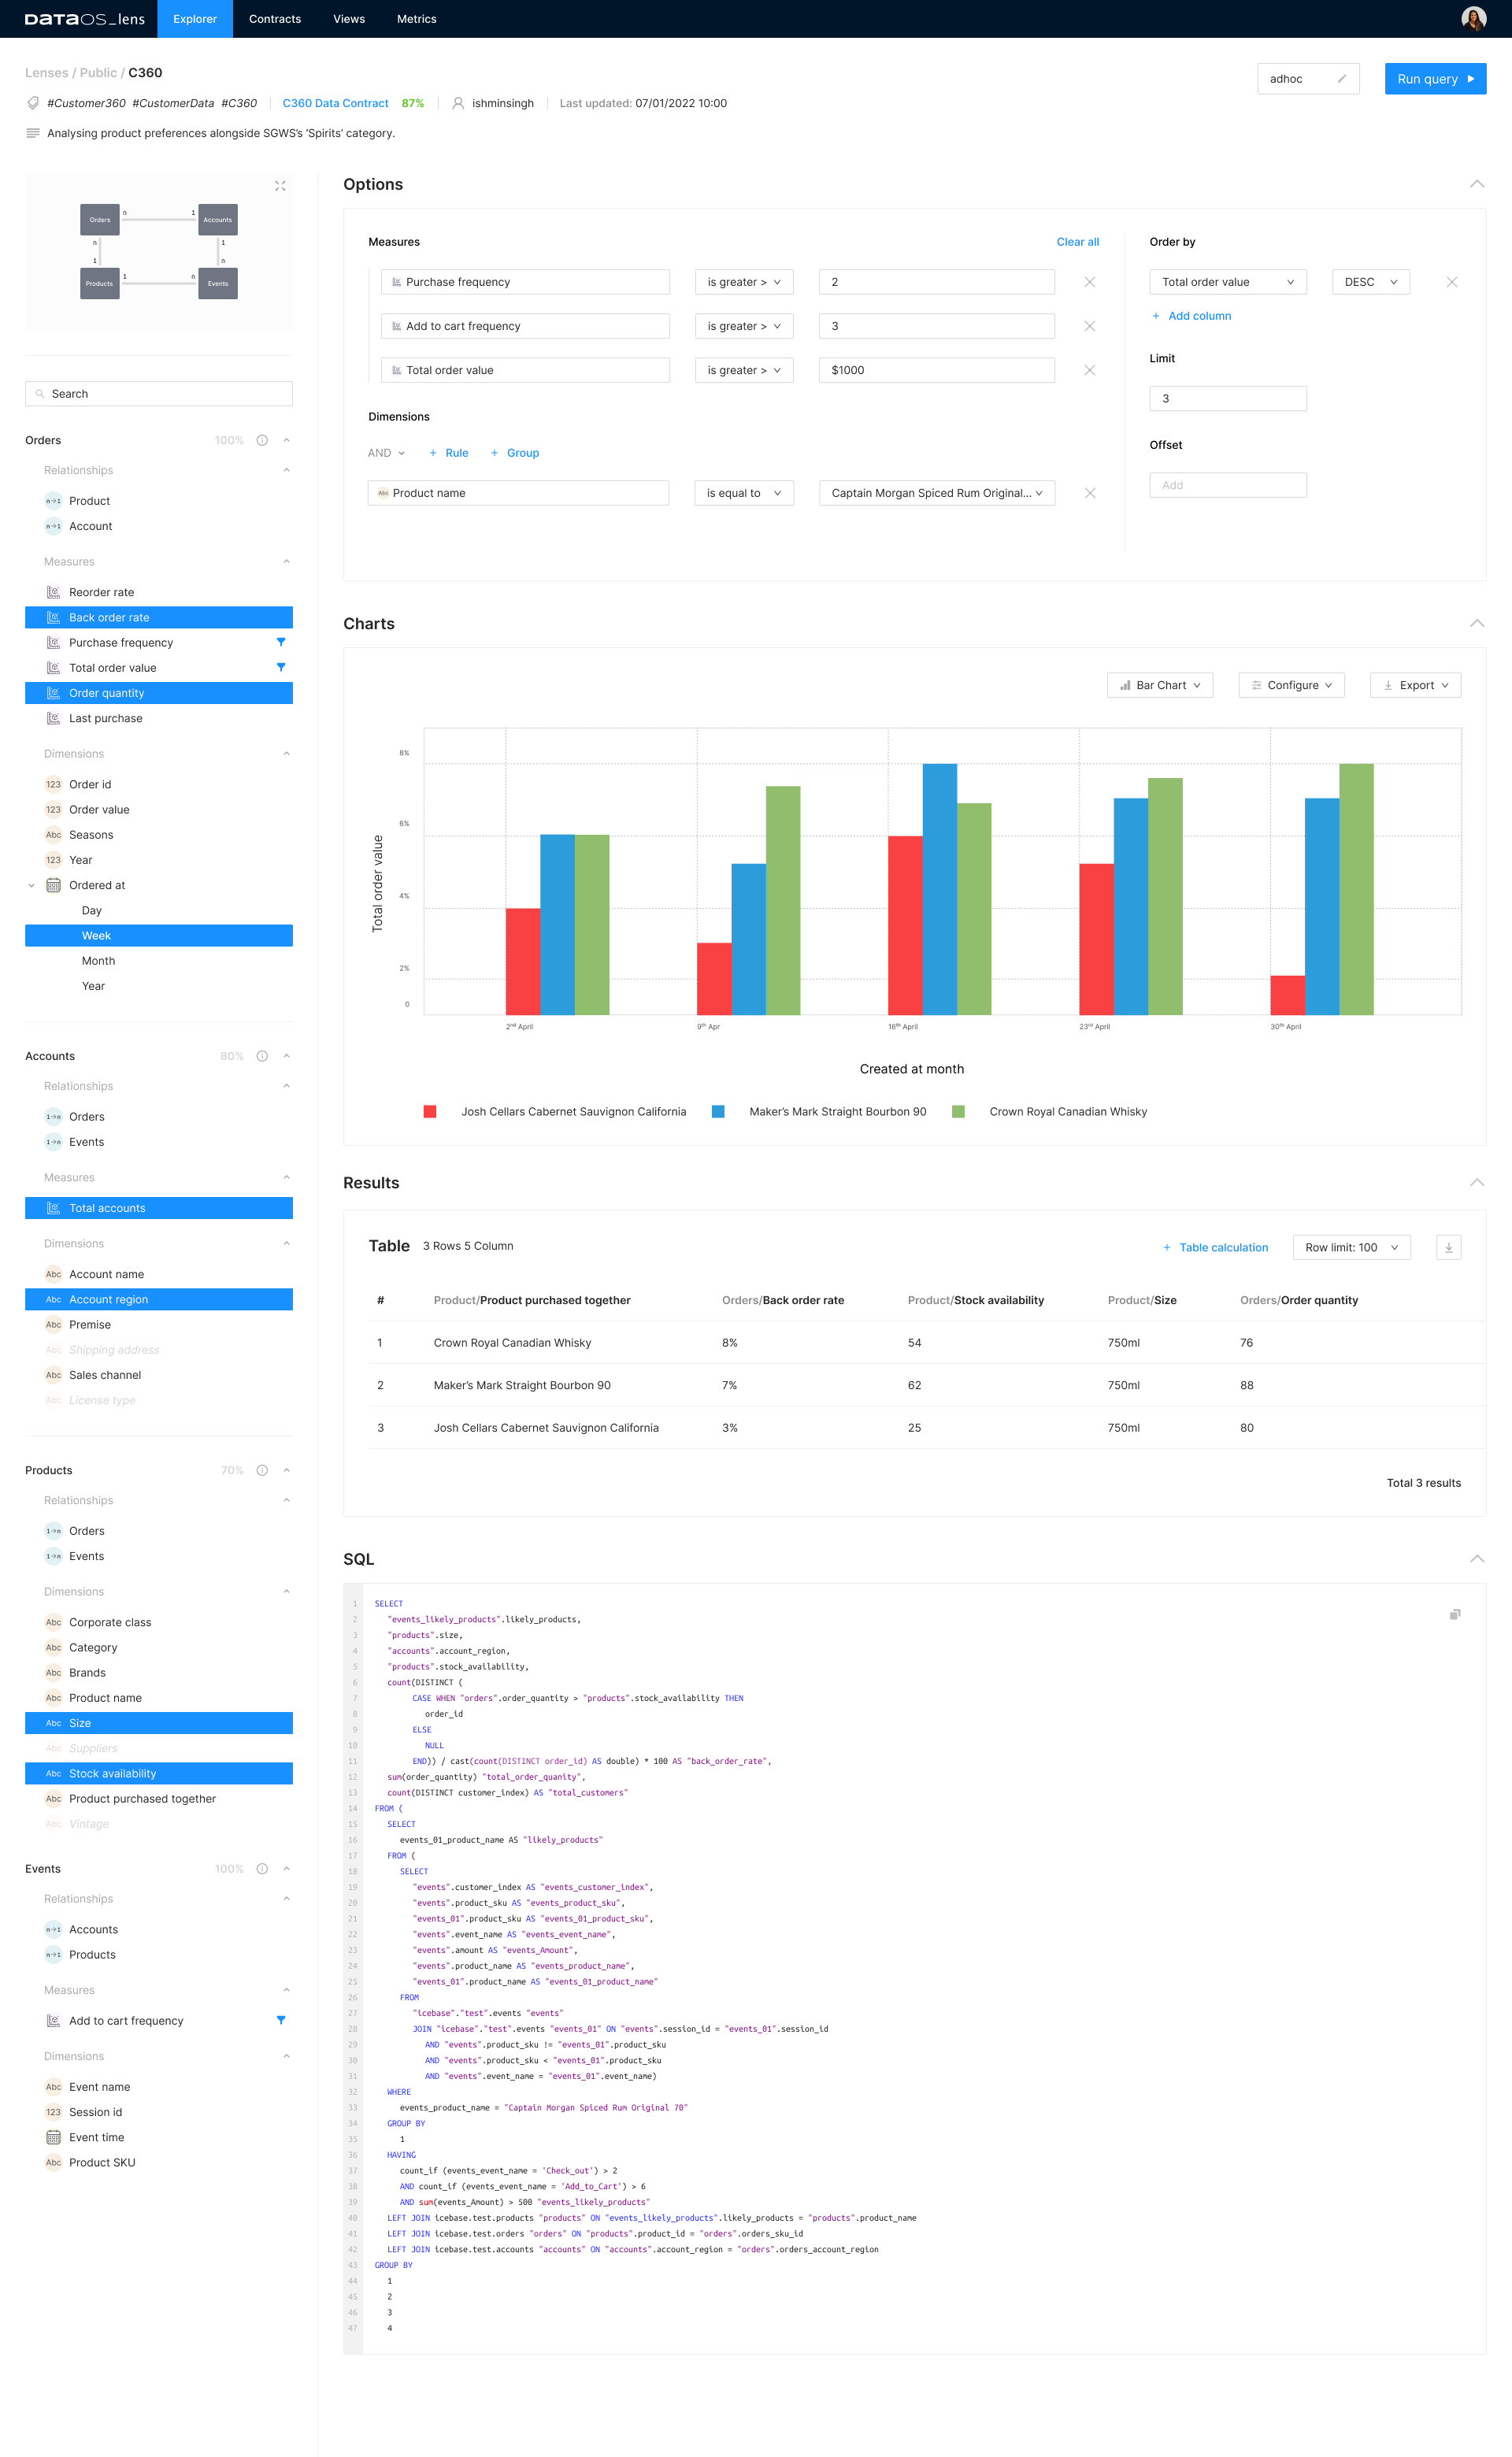 DATAOS_lens Explorer Contracts Views Metrics
Lenses / Public / C360
adhoc
Run query
#Customer360 #CustomerData #C360 C360 Data Contract 87% ishminsingh Last updated: 07/01/2022 10:00
Analysing product preferences alongside SGWS's 'Spirits' category.
Orders n 1 Accounts
n 1
1 n
Products 1 n Events
Search
Orders 100%
Relationships
n→1 Product
n→1 Account
Measures
Reorder rate
Back order rate
Purchase frequency
Total order value
Order quantity
Last purchase
Dimensions
123 Order id
123 Order value
Abc Seasons
123 Year
Ordered at
Day
Week
Month
Year
Accounts 80%
Relationships
1→n Orders
1→n Events
Measures
Total accounts
Dimensions
Abc Account name
Abc Account region
Abc Premise
Abc Shipping address
Abc Sales channel
Abc License type
Products 70%
Relationships
1→n Orders
1→n Events
Dimensions
Abc Corporate class
Abc Category
Abc Brands
Abc Product name
Abc Size
Abc Suppliers
Abc Stock availability
Abc Product purchased together
Abc Vintage
Events 100%
Relationships
n→1 Accounts
n→1 Products
Measures
Add to cart frequency
Dimensions
Abc Event name
123 Session id
Event time
Abc Product SKU
Options
Measures Clear all
Purchase frequency is greater > 2
Add to cart frequency is greater > 3
Total order value is greater > $1000
Dimensions
AND + Rule + Group
Abc Product name is equal to Captain Morgan Spiced Rum Original...
Order by
Total order value DESC
+ Add column
Limit
3
Offset
Add
Charts
Bar Chart Configure Export
Total order value
8%
6%
4%
2%
0
2nd April 9th Apr 16th April 23rd April 30th April
Created at month
Josh Cellars Cabernet Sauvignon California Maker's Mark Straight Bourbon 90 Crown Royal Canadian Whisky
Results
Table 3 Rows 5 Column + Table calculation Row limit: 100
# Product/Product purchased together Orders/Back order rate Product/Stock availability Product/Size Orders/Order quantity
1 Crown Royal Canadian Whisky 8% 54 750ml 76
2 Maker's Mark Straight Bourbon 90 7% 62 750ml 88
3 Josh Cellars Cabernet Sauvignon California 3% 25 750ml 80
Total 3 results
SQL
1 SELECT
2 "events_likely_products".likely_products,
3 "products".size,
4 "accounts".account_region,
5 "products".stock_availability,
6 count(DISTINCT (
7 CASE WHEN "orders".order_quantity > "products".stock_availability THEN
8 order_id
9 ELSE
10 NULL
11 END)) / cast(count(DISTINCT order_id) AS double) * 100 AS "back_order_rate",
12 sum(order_quantity) "total_order_quanity",
13 count(DISTINCT customer_index) AS "total_customers"
14 FROM (
15 SELECT
16 events_01_product_name AS "likely_products"
17 FROM (
18 SELECT
19 "events".customer_index AS "events_customer_index",
20 "events".product_sku AS "events_product_sku",
21 "events_01".product_sku AS "events_01_product_sku",
22 "events".event_name AS "events_event_name",
23 "events".amount AS "events_Amount",
24 "events".product_name AS "events_product_name",
25 "events_01".product_name AS "events_01_product_name"
26 FROM
27 "icebase"."test".events "events"
28 JOIN "icebase"."test".events "events_01" ON "events".session_id = "events_01".session_id
29 AND "events".product_sku != "events_01".product_sku
30 AND "events".product_sku < "events_01".product_sku
31 AND "events".event_name = "events_01".event_name)
32 WHERE
33 events_product_name = "Captain Morgan Spiced Rum Original 70"
34 GROUP BY
35 1
36 HAVING
37 count_if (events_event_name = 'Check_out') > 2
38 AND count_if (events_event_name = 'Add_to_Cart') > 6
39 AND sum(events_Amount) > 500 "events_likely_products"
40 LEFT JOIN icebase.test.products "products" ON "events_likely_products".likely_products = "products".product_name
41 LEFT JOIN icebase.test.orders "orders" ON "products".product_id = "orders".orders_sku_id
42 LEFT JOIN icebase.test.accounts "accounts" ON "accounts".account_region = "orders".orders_account_region
43 GROUP BY
44 1
45 2
46 3
47 4